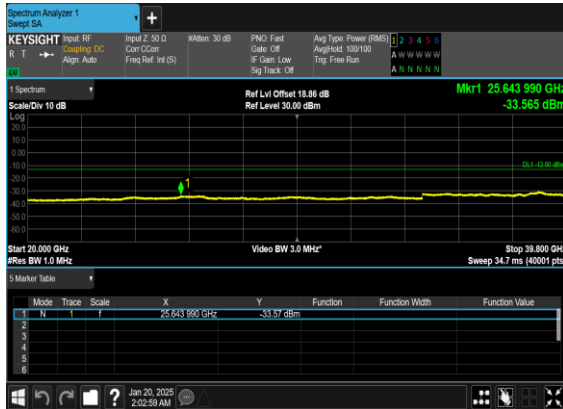 Spectrum Analyzer 1
Swept SA
+
KEYSIGHT Input: RF Input Z: 50 Ω #Atten: 30 dB PNO: Fast Avg Type: Power (RMS) 1 2 3 4 5 6
R T Coupling: DC Corr CCorr Gate: Off Avg|Hold: 100/100 A W W W W W
Align: Auto Freq Ref: Int (S) IF Gain: Low Trig: Free Run
Sig Track: Off A N N N N N
1 Spectrum Ref Lvl Offset 18.86 dB Mkr1 25.643 990 GHz
Scale/Div 10 dB Ref Level 30.00 dBm -33.565 dBm
Log
20.0
10.0
0.00
-10.0
DL1 -13.00 dBm
-20.0
1
-30.0
-40.0
-50.0
-60.0
Start 20.000 GHz Video BW 3.0 MHz* Stop 39.800 GHz
#Res BW 1.0 MHz Sweep 34.7 ms (40001 pts)
5 Marker Table
Mode Trace Scale X Y Function Function Width Function Value
1 N 1 f 25.643 990 GHz -33.57 dBm
2
3
4
5
6
? Jan 20, 2025
2:02:59 AM